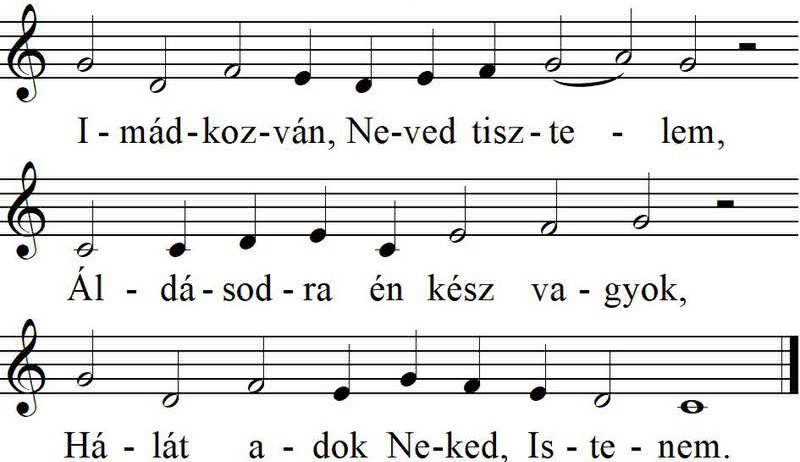 I - mád - koz - ván, Ne - ved tisz - te - lem,
Ál - dá - sod - ra én kész va - gyok,
Há - lát a - dok Ne - ked, Is - te - nem.